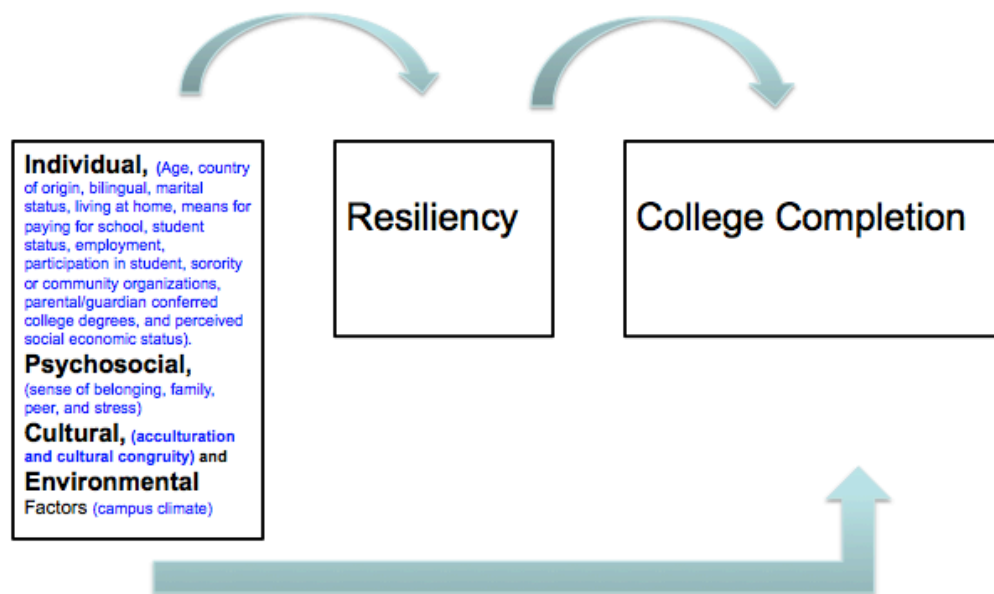 Individual, (Age, country
of origin, bilingual, marital
status, living at home, means for
paying for school, student
status, employment,
participation in student, sorority
or community organizations,
parental/guardian conferred
college degrees, and perceived
social economic status).
Psychosocial,
(sense of belonging, family,
peer, and stress)
Cultural, (acculturation
and cultural congruity) and
Environmental
Factors (campus climate)
Resiliency
College Completion